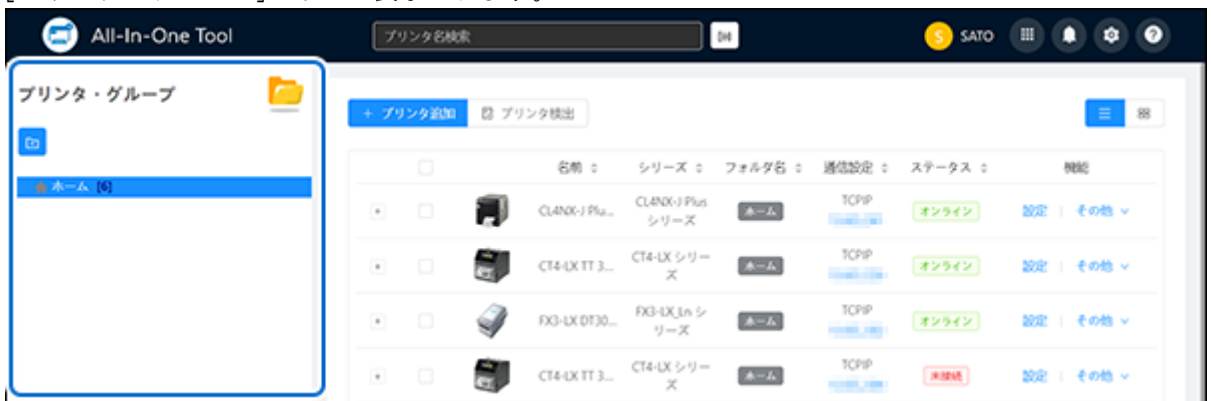 All-In-One Tool
プリンタ名検索
S SATO
プリンタ・グループ
+ プリンタ追加 プリンタ検出
ホーム [6]
名前 シリーズ フォルダ名 通信設定 ステータス 機能
CL4NX-J Plu... CL4NX-J Plus シリーズ ホーム TCPIP オンライン 設定 その他
CT4-LX TT 3... CT4-LX シリーズ ホーム TCPIP オンライン 設定 その他
FX3-LX DT30... FX3-LX_Ln シリーズ ホーム TCPIP オンライン 設定 その他
CT4-LX TT 3... CT4-LX シリーズ ホーム TCPIP 未接続 設定 その他